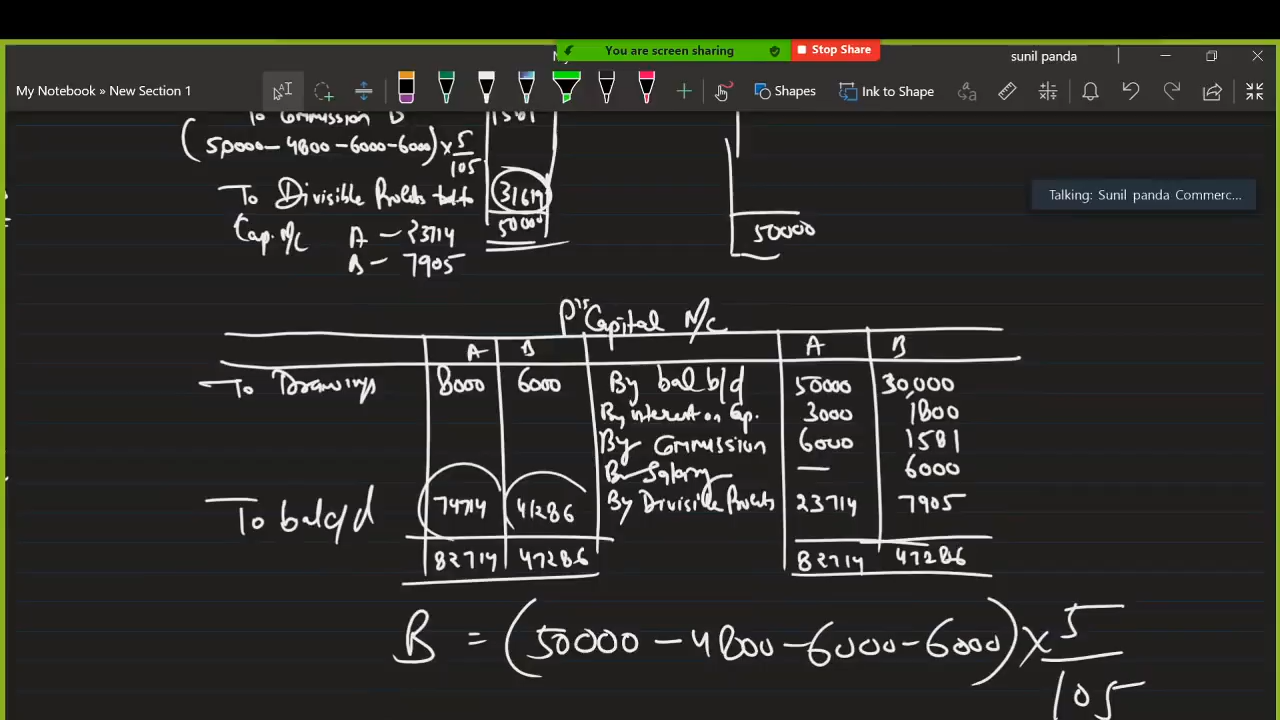 You are screen sharing
Stop Share
sunil panda
My Notebook » New Section 1
Shapes
Ink to Shape
Talking: Sunil panda Commerc...
To Commission B 1581
(50000 - 4800 - 6000 - 6000) × 5/105
To Divisible Profits 31619
Cap. A/C A - 23714 50000 50000
B - 7905
Prs Capital A/C
A B A B
To Drawings 8000 6000 By bal b/d 50000 30,000
By interest on Cap. 3000 1800
By Commission 6000 1581
By Salary — 6000
To bal c/d 74714 41286 By Divisible Profits 23714 7905
82714 47286 82714 47286
B = (50000 - 4800 - 6000 - 6000) × 5/105